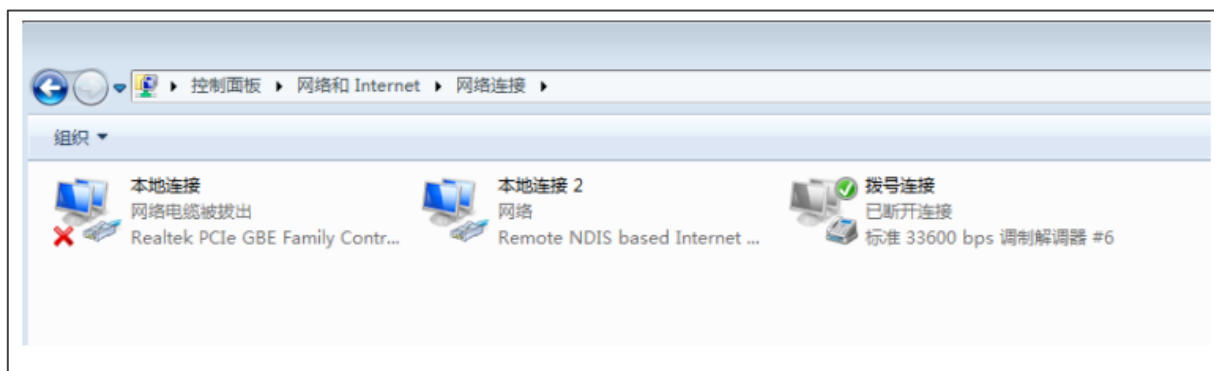 控制面板 ▸ 网络和 Internet ▸ 网络连接 ▸
组织
本地连接
网络电缆被拔出
Realtek PCIe GBE Family Contr...
本地连接 2
网络
Remote NDIS based Internet ...
拨号连接
已断开连接
标准 33600 bps 调制解调器 #6